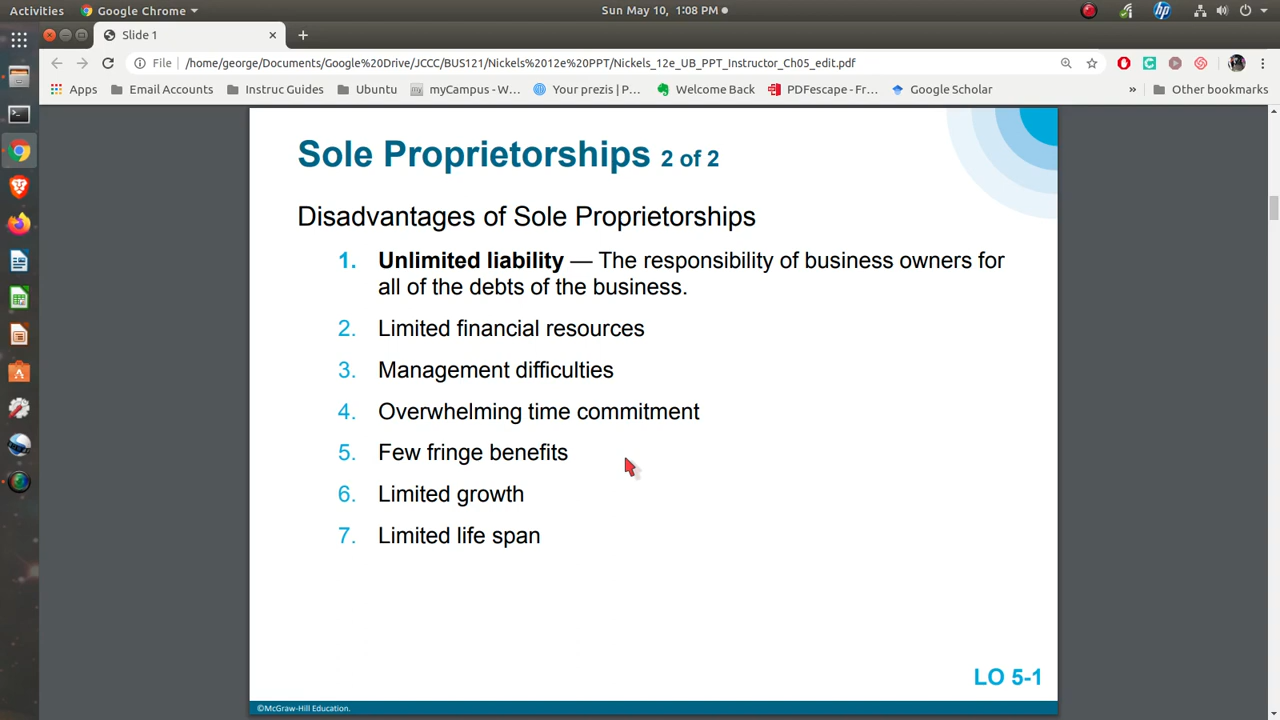 Activities
Google Chrome
Sun May 10, 1:08 PM
hp
Slide 1
File
/home/george/Documents/Google%20Drive/JCCC/BUS121/Nickels%2012e%20PPT/Nickels_12e_UB_PPT_Instructor_Ch05_edit.pdf
Apps
Email Accounts
Instruc Guides
Ubuntu
myCampus - W...
Your prezis | P...
Welcome Back
PDFescape - Fr...
Google Scholar
»
Other bookmarks
Sole Proprietorships 2 of 2
Disadvantages of Sole Proprietorships
1. Unlimited liability — The responsibility of business owners for
all of the debts of the business.
2. Limited financial resources
3. Management difficulties
4. Overwhelming time commitment
5. Few fringe benefits
6. Limited growth
7. Limited life span
LO 5-1
©McGraw-Hill Education.